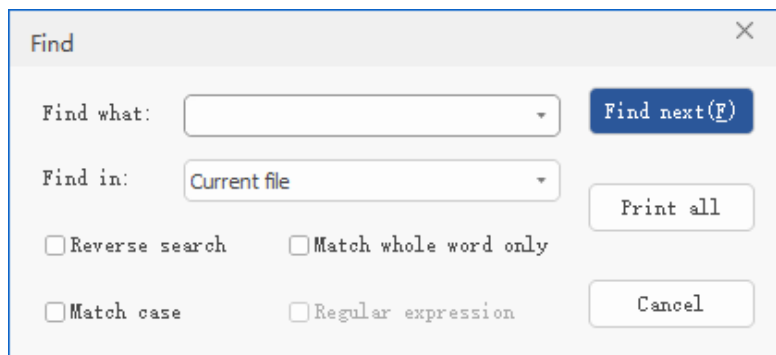 Find
Find what:
Find next(F)
Find in:
Current file
Print all
Reverse search
Match whole word only
Match case
Regular expression
Cancel